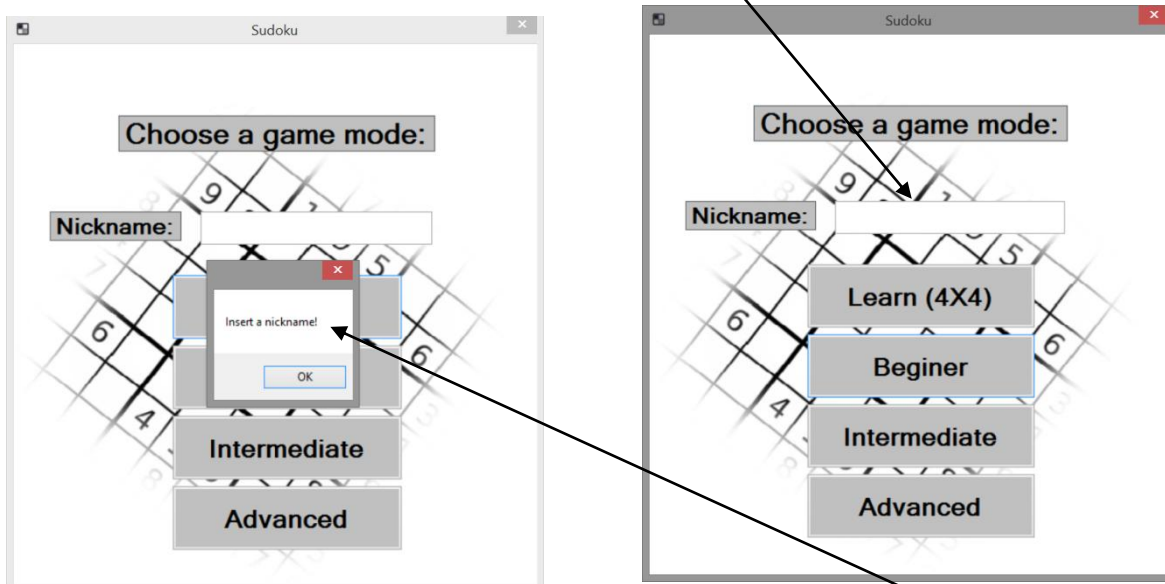 Sudoku
Choose a game mode:
Nickname:
Insert a nickname!
OK
Intermediate
Advanced
Sudoku
Choose a game mode:
Nickname:
Learn (4X4)
Beginer
Intermediate
Advanced